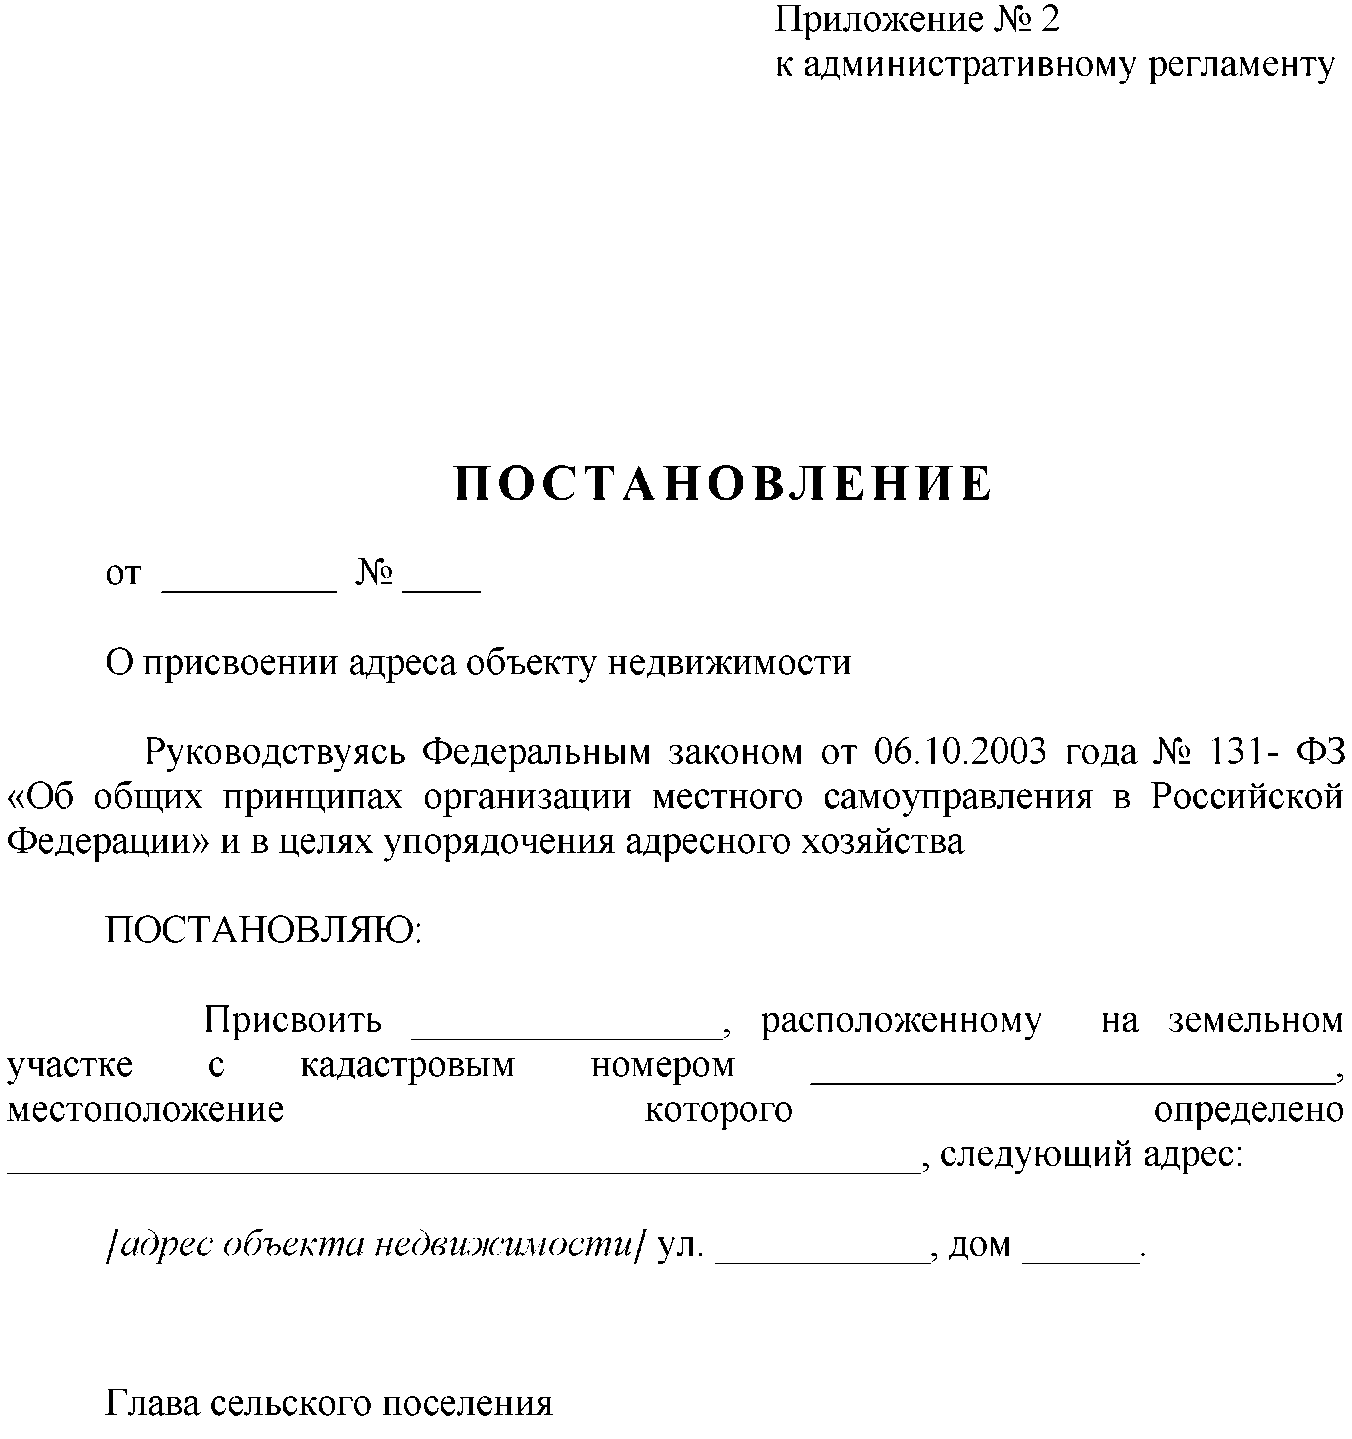 Приложение № 2
к административному регламенту
ПОСТАНОВЛЕНИЕ
от _________ № ____
О присвоении адреса объекту недвижимости
Руководствуясь Федеральным законом от 06.10.2003 года № 131- ФЗ
«Об общих принципах организации местного самоуправления в Российской
Федерации» и в целях упорядочения адресного хозяйства
ПОСТАНОВЛЯЮ:
Присвоить ________________, расположенному на земельном
участке с кадастровым номером ___________________________,
местоположение которого определено
_______________________________________________, следующий адрес:
/адрес объекта недвижимости/ ул. ___________, дом ______.
Глава сельского поселения